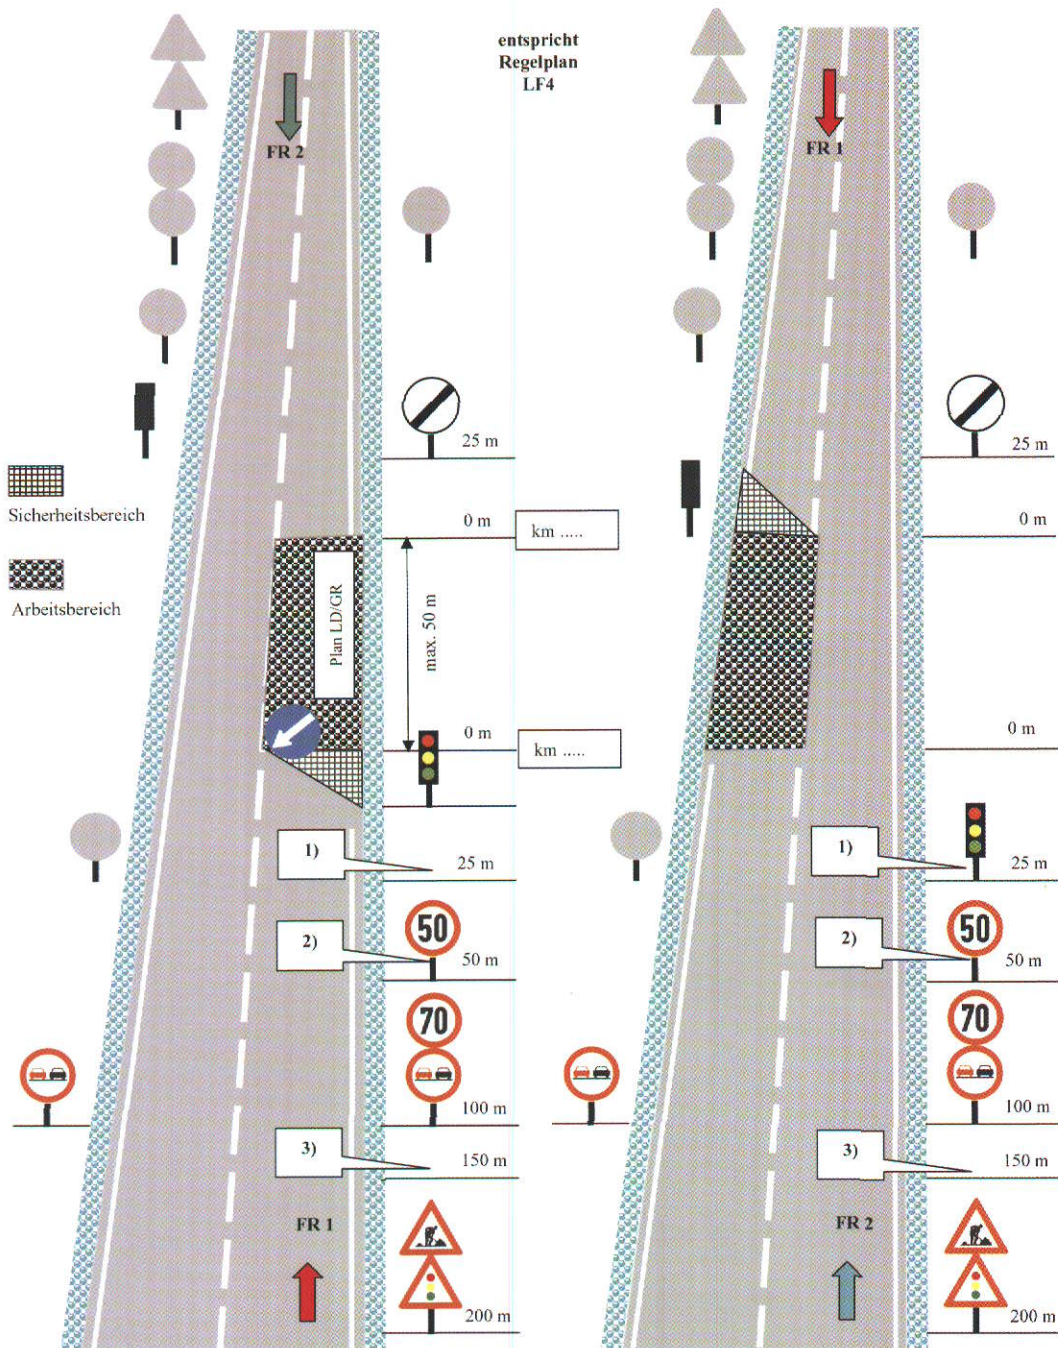 entspricht
Regelplan
LF4
FR 2
25 m
Sicherheitsbereich
0 m
km .....
Arbeitsbereich
Plan LD/GR
max. 50 m
0 m
km .....
1)
25 m
2)
50
50 m
70
100 m
3)
150 m
FR 1
200 m
FR 1
25 m
0 m
0 m
1)
25 m
2)
50
50 m
70
100 m
3)
150 m
FR 2
200 m